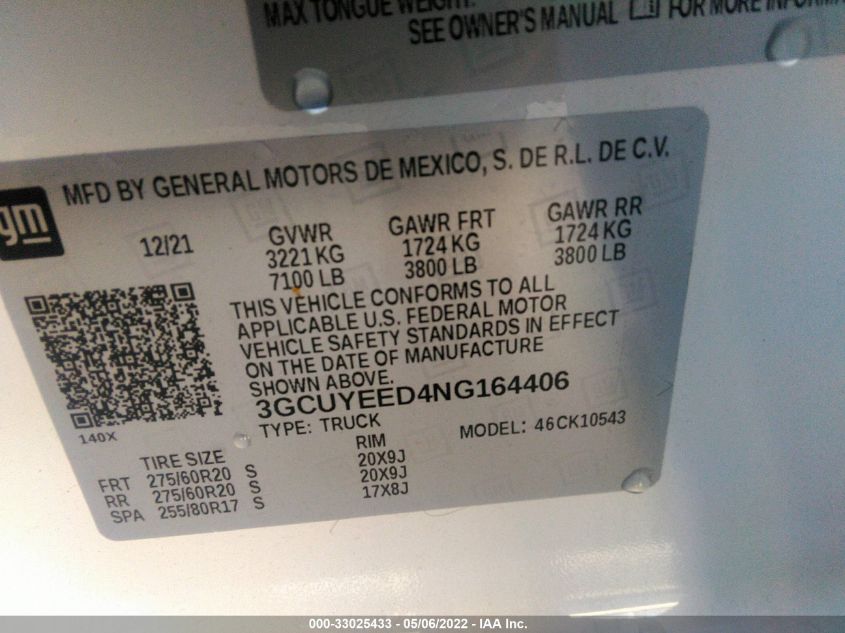 MAX TONGUE WEIGHT:
SEE OWNER'S MANUAL FOR MORE INFORMA
gm
MFD BY GENERAL MOTORS DE MEXICO, S. DE R.L. DE C.V.
12/21 GVWR GAWR FRT GAWR RR
3221 KG 1724 KG 1724 KG
7100 LB 3800 LB 3800 LB
THIS VEHICLE CONFORMS TO ALL
APPLICABLE U.S. FEDERAL MOTOR
VEHICLE SAFETY STANDARDS IN EFFECT
ON THE DATE OF MANUFACTURE
SHOWN ABOVE.
3GCUYEED4NG164406
140X
TYPE: TRUCK MODEL: 46CK10543
TIRE SIZE RIM
FRT 275/60R20 S 20X9J
RR 275/60R20 S 20X9J
SPA 255/80R17 S 17X8J
000-33025433 - 05/06/2022 - IAA Inc.